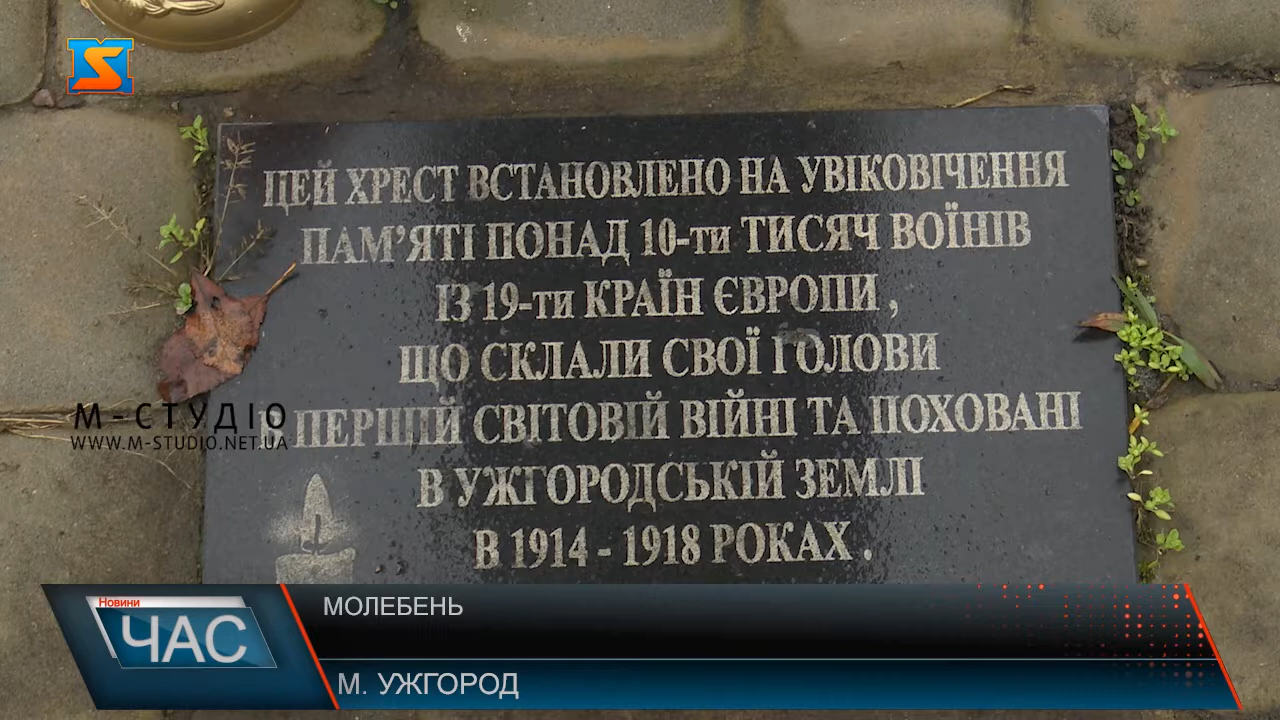 ЦЕЙ ХРЕСТ ВСТАНОВЛЕНО НА УВІКОВІЧЕННЯ
ПАМ’ЯТІ ПОНАД 10-ти ТИСЯЧ ВОЇНІВ
ІЗ 19-ти КРАЇН ЄВРОПИ ,
ЩО СКЛАЛИ СВОЇ ГОЛОВИ
ПЕРШІЙ СВІТОВІЙ ВІЙНІ ТА ПОХОВАНІ
В УЖГОРОДСЬКІЙ ЗЕМЛІ
В 1914 - 1918 РОКАХ .
М-СТУДІО
WWW.M-STUDIO.NET.UA
Новини
ЧАС
МОЛЕБЕНЬ
М. УЖГОРОД